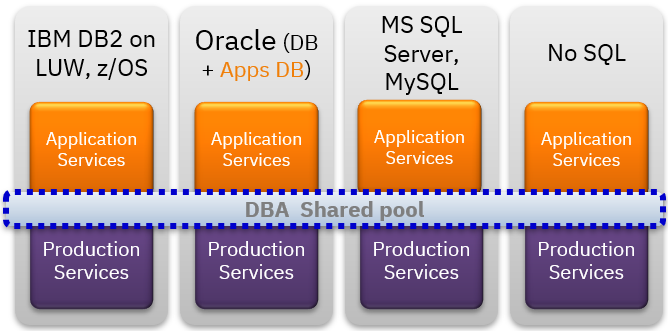 IBM DB2 on
LUW, z/OS
Application
Services
Production
Services
Oracle (DB
+ Apps DB)
Application
Services
Production
Services
MS SQL
Server,
MySQL
Application
Services
Production
Services
No SQL
Application
Services
Production
Services
DBA Shared pool